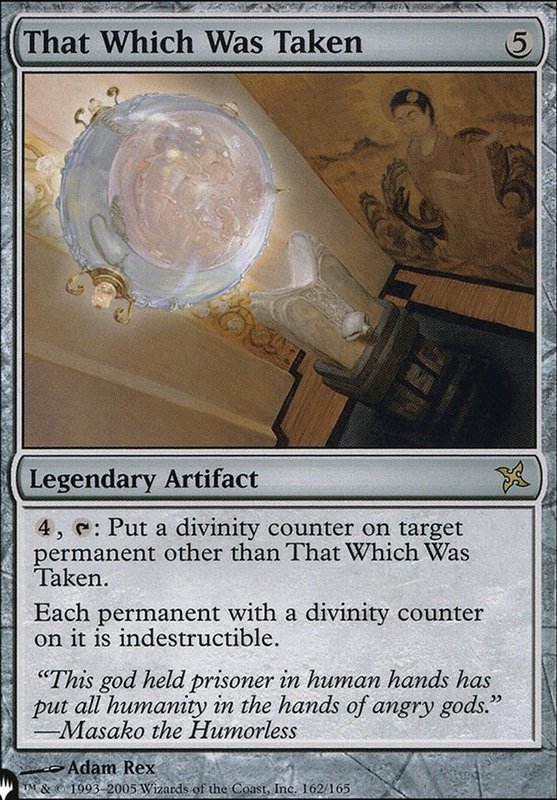 That Which Was Taken 5
Legendary Artifact
4, : Put a divinity counter on target
permanent other than That Which Was
Taken.
Each permanent with a divinity counter
on it is indestructible.
“This god held prisoner in human hands has
put all humanity in the hands of angry gods.”
—Masako the Humorless
Adam Rex
™ & © 1993–2005 Wizards of the Coast, Inc. 162/165